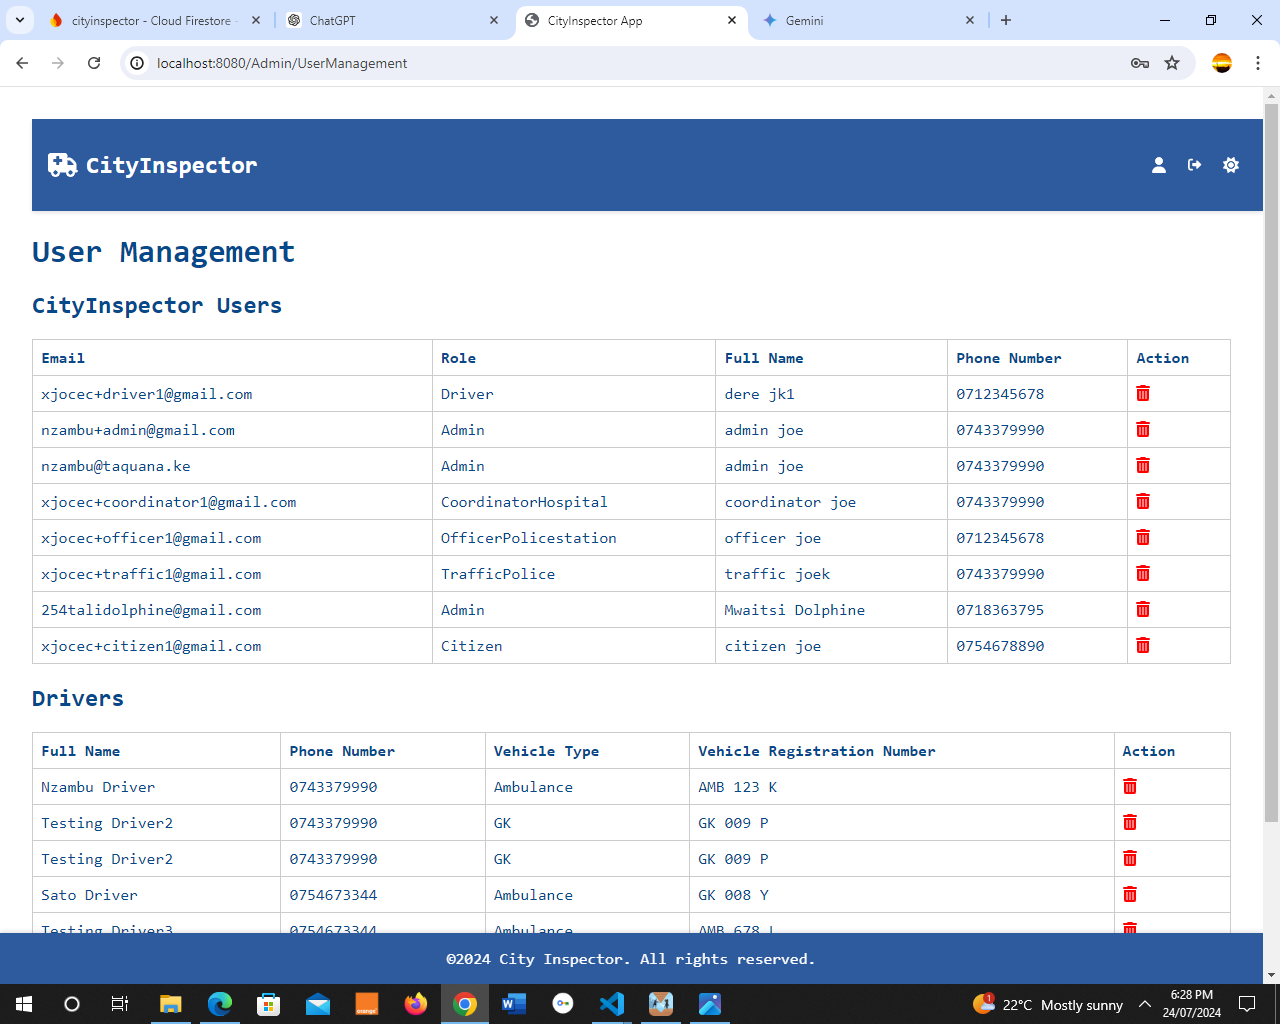 cityinspector - Cloud Firestore
ChatGPT
CityInspector App
Gemini
localhost:8080/Admin/UserManagement
CityInspector
User Management
CityInspector Users
Email Role Full Name Phone Number Action
xjocec+driver1@gmail.com Driver dere jk1 0712345678
nzambu+admin@gmail.com Admin admin joe 0743379990
nzambu@taquana.ke Admin admin joe 0743379990
xjocec+coordinator1@gmail.com CoordinatorHospital coordinator joe 0743379990
xjocec+officer1@gmail.com OfficerPolicestation officer joe 0712345678
xjocec+traffic1@gmail.com TrafficPolice traffic joek 0743379990
254talidolphine@gmail.com Admin Mwaitsi Dolphine 0718363795
xjocec+citizen1@gmail.com Citizen citizen joe 0754678890
Drivers
Full Name Phone Number Vehicle Type Vehicle Registration Number Action
Nzambu Driver 0743379990 Ambulance AMB 123 K
Testing Driver2 0743379990 GK GK 009 P
Testing Driver2 0743379990 GK GK 009 P
Sato Driver 0754673344 Ambulance GK 008 Y
Testing Driver3 0754673344 Ambulance AMB 678 L
©2024 City Inspector. All rights reserved.
1
22°C Mostly sunny
6:28 PM
24/07/2024